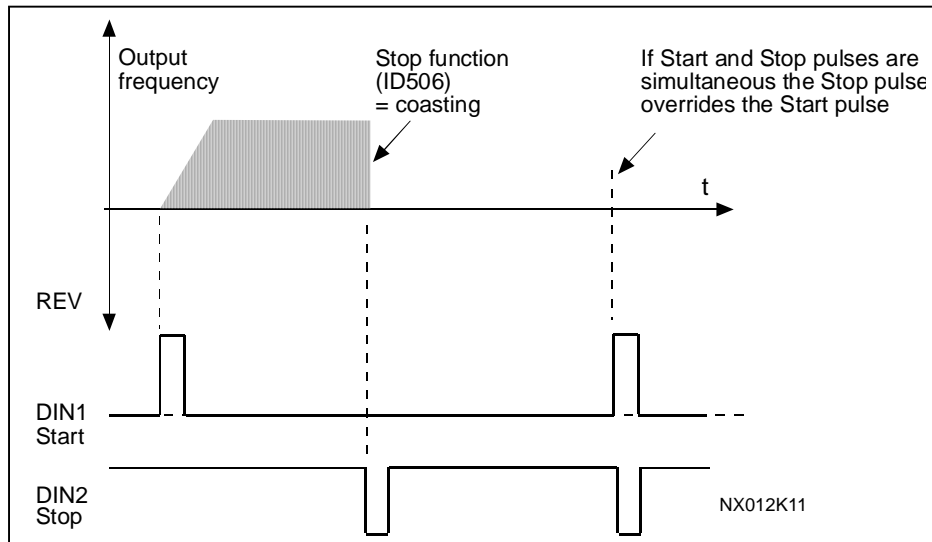 Output
frequency
Stop function
(ID506)
= coasting
If Start and Stop pulses are
simultaneous the Stop pulse
overrides the Start pulse
t
REV
DIN1
Start
DIN2
Stop
NX012K11